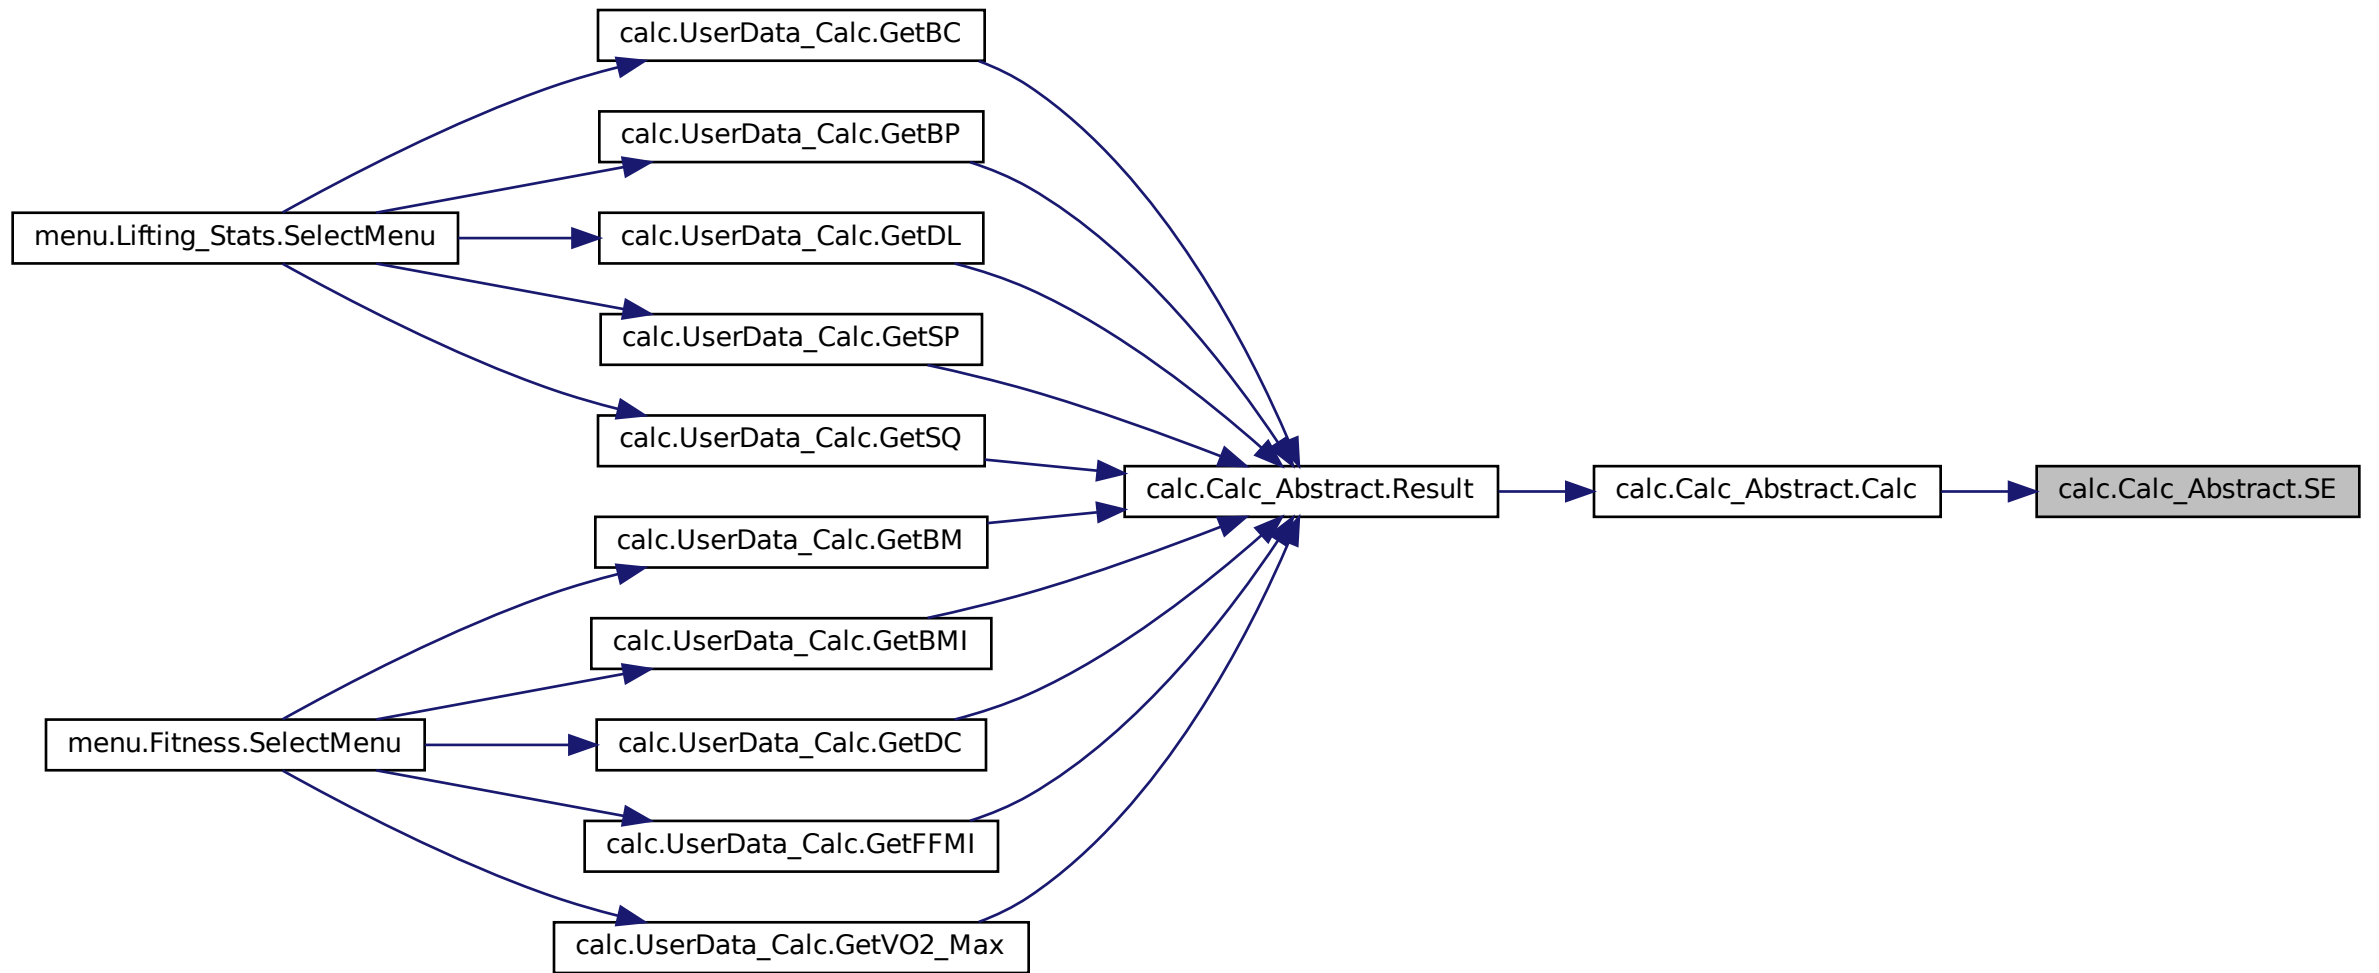 calc.UserData_Calc.GetBC
calc.UserData_Calc.GetBP
menu.Lifting_Stats.SelectMenu
calc.UserData_Calc.GetDL
calc.UserData_Calc.GetSP
calc.UserData_Calc.GetSQ
calc.Calc_Abstract.Result
calc.Calc_Abstract.Calc
calc.Calc_Abstract.SE
calc.UserData_Calc.GetBM
calc.UserData_Calc.GetBMI
menu.Fitness.SelectMenu
calc.UserData_Calc.GetDC
calc.UserData_Calc.GetFFMI
calc.UserData_Calc.GetVO2_Max